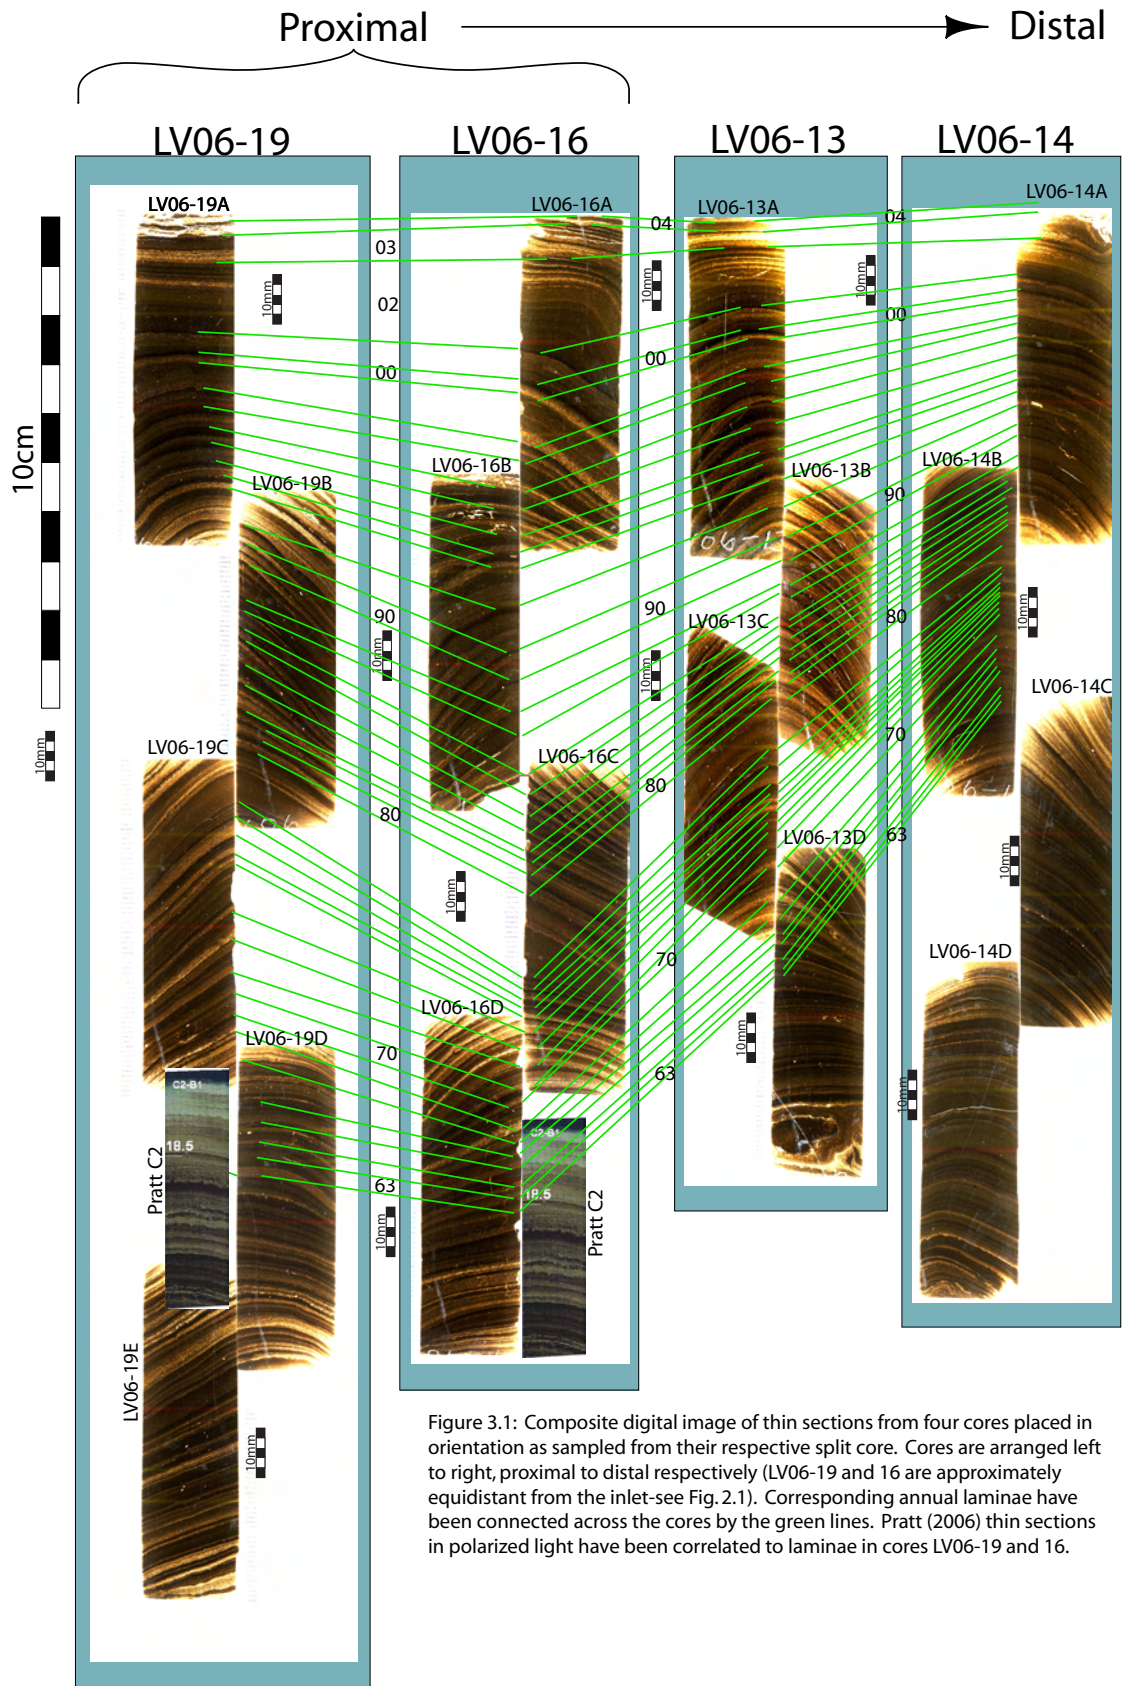 Proximal
Distal
LV06-19
LV06-16
LV06-13
LV06-14
LV06-19A
LV06-16A
LV06-13A
LV06-14A
04
04
03
10mm
10mm
10mm
02
00
00
00
10cm
LV06-19B
LV06-16B
LV06-13B
LV06-14B
90
90
90
80
10mm
10mm
10mm
LV06-13C
LV06-14C
10mm
LV06-19C
LV06-16C
70
80
80
LV06-13D
63
10mm
10mm
LV06-14D
70
LV06-16D
LV06-19D
70
10mm
63
10mm
C2-B1
18.5
Pratt C2
C2-B1
18.5
Pratt C2
63
10mm
LV06-19E
10mm
Figure 3.1: Composite digital image of thin sections from four cores placed in
orientation as sampled from their respective split core. Cores are arranged left
to right, proximal to distal respectively (LV06-19 and 16 are approximately
equidistant from the inlet-see Fig. 2.1). Corresponding annual laminae have
been connected across the cores by the green lines. Pratt (2006) thin sections
in polarized light have been correlated to laminae in cores LV06-19 and 16.